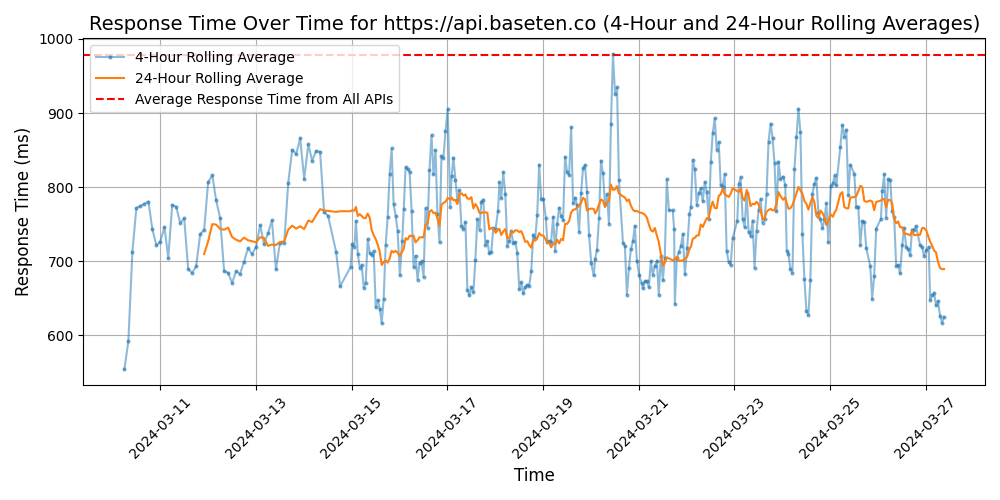 Response Time Over Time for https://api.baseten.co (4-Hour and 24-Hour Rolling Averages)
4-Hour Rolling Average
24-Hour Rolling Average
Average Response Time from All APIs
Response Time (ms)
1000
900
800
700
600
2024-03-11
2024-03-13
2024-03-15
2024-03-17
2024-03-19
2024-03-21
2024-03-23
2024-03-25
2024-03-27
Time